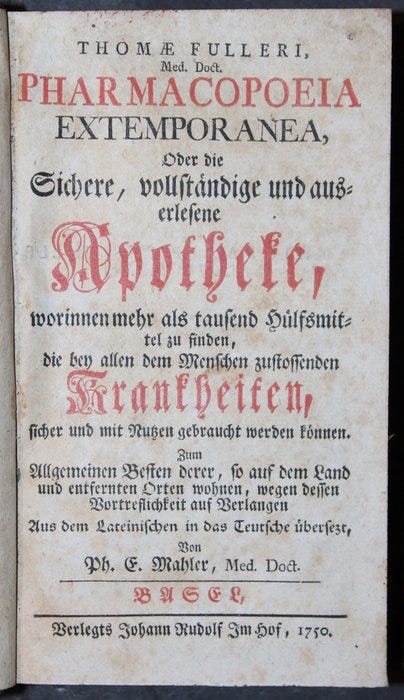 THOMÆ FULLERI,
Med. Doct.
PHARMACOPOEIA
EXTEMPORANEA,
Oder die
Sichere, vollständige und aus-
erlesene
Apotheke,
worinnen mehr als tausend Hülfsmit-
tel zu finden,
die bey allen dem Menschen zustossenden
Krankheiten,
sicher und mit Nutzen gebraucht werden können.
Zum
Allgemeinen Besten derer, so auf dem Land
und entfernten Orten wohnen, wegen dessen
Vortreflichkeit auf Verlangen
Aus dem Lateinischen in das Teutsche übersezt,
Von
Ph. E. Mahler, Med. Doct.
BASEL,
Verlegts Johann Rudolf Im Hof, 1750.